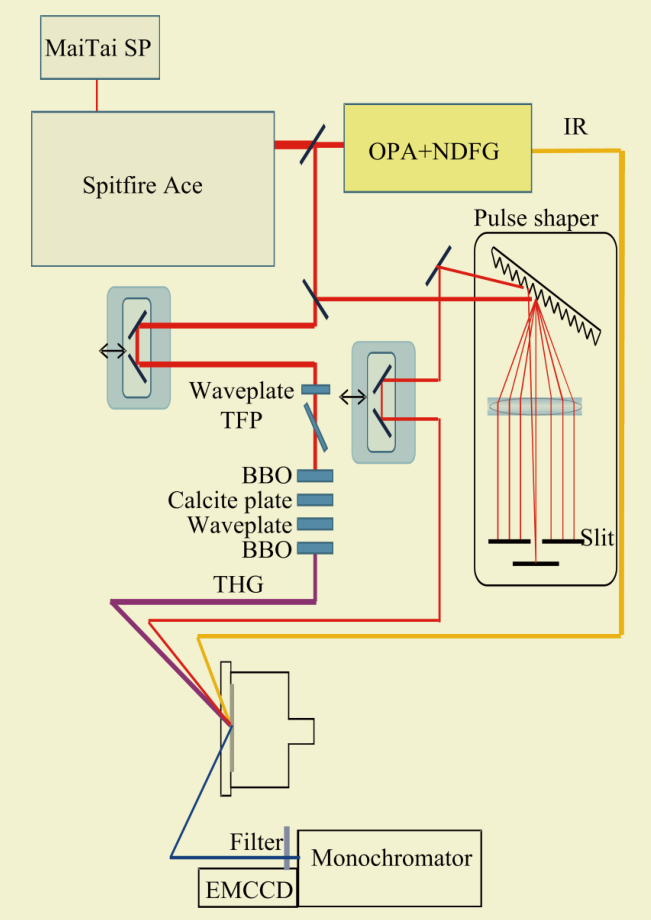 MaiTai SP
Spitfire Ace
OPA+NDFG
IR
Pulse shaper
Waveplate
TFP
BBO
Calcite plate
Waveplate
BBO
Slit
THG
Filter
Monochromator
EMCCD